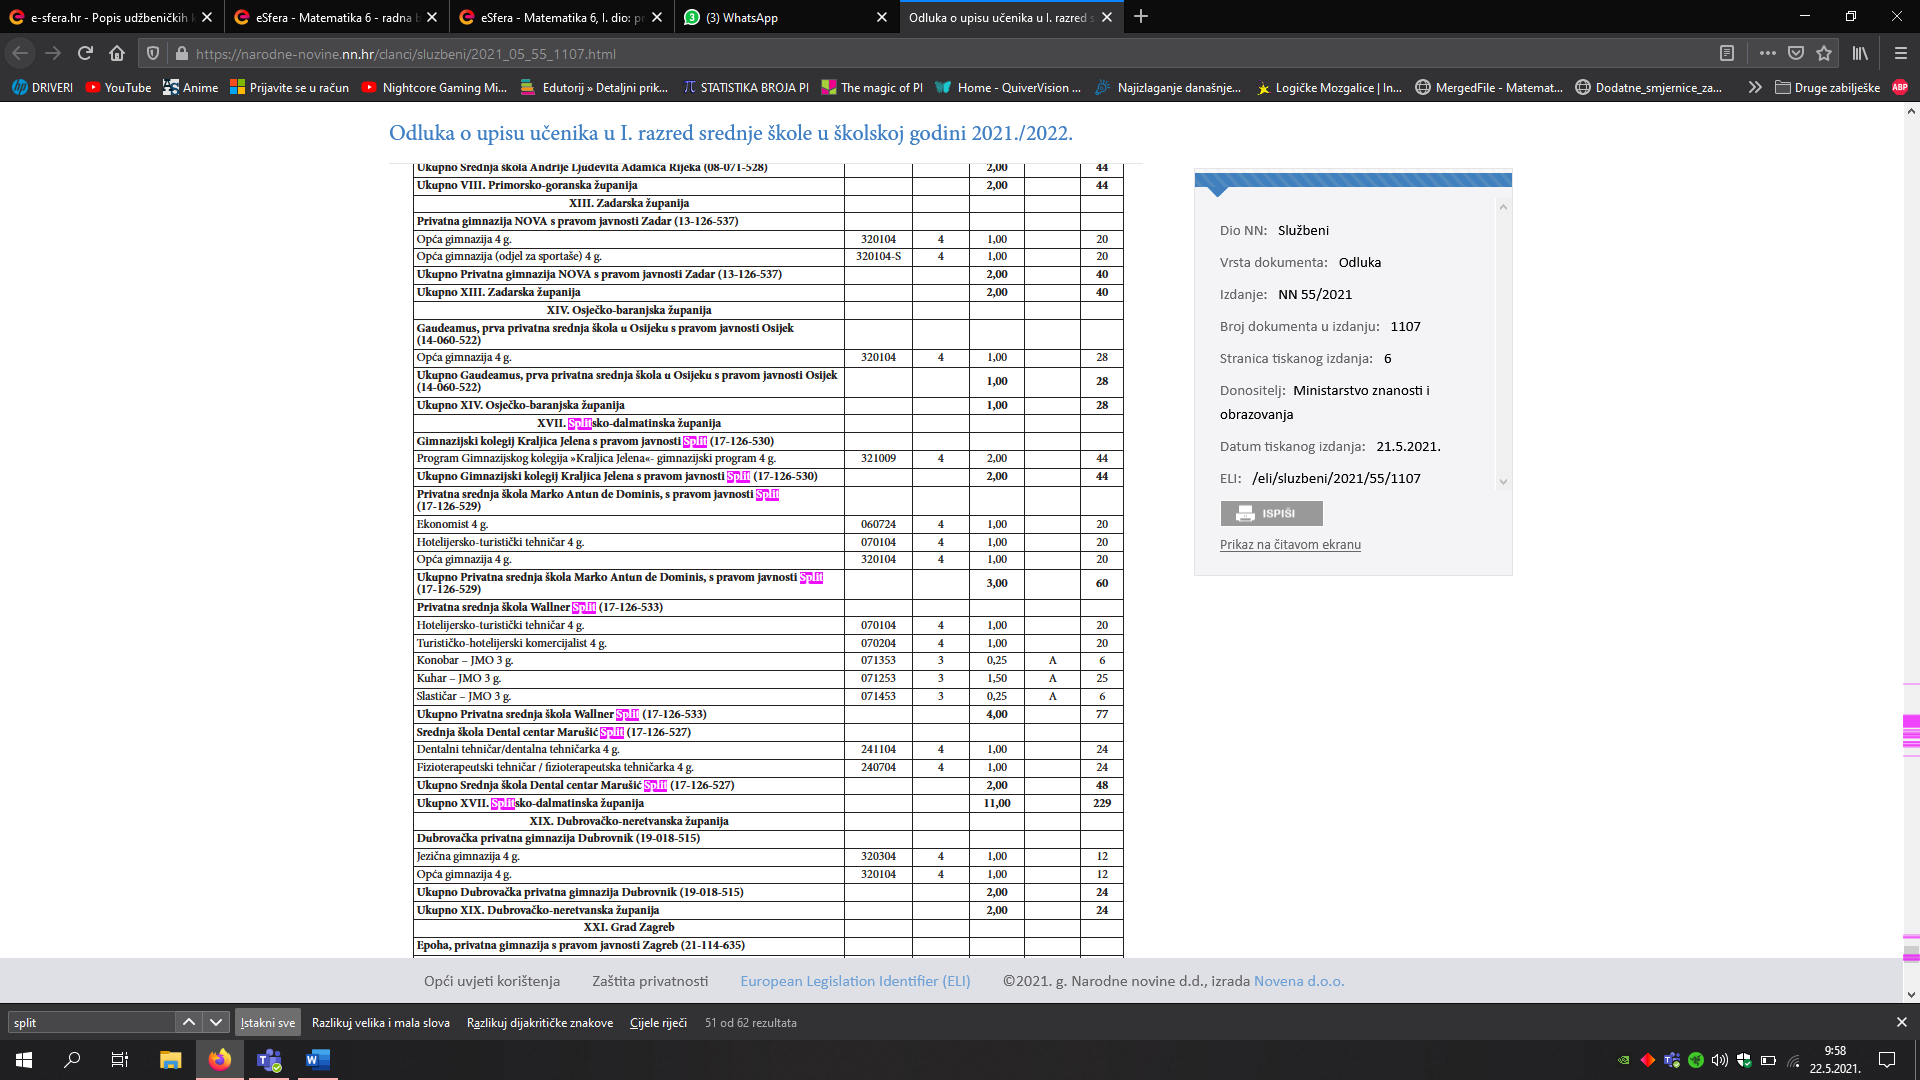 e-sfera.hr - Popis udžbeničkih
eSfera - Matematika 6 - radna b
eSfera - Matematika 6, I. dio: pr
(3) WhatsApp
Odluka o upisu učenika u I. razred s
https://narodne-novine.nn.hr/clanci/sluzbeni/2021_05_55_1107.html
DRIVERI YouTube Anime Prijavite se u račun Nightcore Gaming Mi... Edutorij » Detaljni prik... STATISTIKA BROJA PI The magic of PI Home - QuiverVision ... Najizlaganje današnje... Logičke Mozgalice | In... MergedFile - Matemat... Dodatne_smjernice_za... Druge zabilješke ABP
Odluka o upisu učenika u I. razred srednje škole u školskoj godini 2021./2022.
Ukupno Srednja škola Andrije Ljudevita Adamića Rijeka (08-071-528) 2,00 44
Ukupno VIII. Primorsko-goranska županija 2,00 44
XIII. Zadarska županija
Privatna gimnazija NOVA s pravom javnosti Zadar (13-126-537)
Opća gimnazija 4 g. 320104 4 1,00 20
Opća gimnazija (odjel za sportaše) 4 g. 320104-S 4 1,00 20
Ukupno Privatna gimnazija NOVA s pravom javnosti Zadar (13-126-537) 2,00 40
Ukupno XIII. Zadarska županija 2,00 40
XIV. Osječko-baranjska županija
Gaudeamus, prva privatna srednja škola u Osijeku s pravom javnosti Osijek
(14-060-522)
Opća gimnazija 4 g. 320104 4 1,00 28
Ukupno Gaudeamus, prva privatna srednja škola u Osijeku s pravom javnosti Osijek
(14-060-522) 1,00 28
Ukupno XIV. Osječko-baranjska županija 1,00 28
XVII. Splitsko-dalmatinska županija
Gimnazijski kolegij Kraljica Jelena s pravom javnosti Split (17-126-530)
Program Gimnazijskog kolegija »Kraljica Jelena«- gimnazijski program 4 g. 321009 4 2,00 44
Ukupno Gimnazijski kolegij Kraljica Jelena s pravom javnosti Split (17-126-530) 2,00 44
Privatna srednja škola Marko Antun de Dominis, s pravom javnosti Split
(17-126-529)
Ekonomist 4 g. 060724 4 1,00 20
Hotelijersko-turistički tehničar 4 g. 070104 4 1,00 20
Opća gimnazija 4 g. 320104 4 1,00 20
Ukupno Privatna srednja škola Marko Antun de Dominis, s pravom javnosti Split
(17-126-529) 3,00 60
Privatna srednja škola Wallner Split (17-126-533)
Hotelijersko-turistički tehničar 4 g. 070104 4 1,00 20
Turističko-hotelijerski komercijalist 4 g. 070204 4 1,00 20
Konobar – JMO 3 g. 071353 3 0,25 A 6
Kuhar – JMO 3 g. 071253 3 1,50 A 25
Slastičar – JMO 3 g. 071453 3 0,25 A 6
Ukupno Privatna srednja škola Wallner Split (17-126-533) 4,00 77
Srednja škola Dental centar Marušić Split (17-126-527)
Dentalni tehničar/dentalna tehničarka 4 g. 241104 4 1,00 24
Fizioterapeutski tehničar / fizioterapeutska tehničarka 4 g. 240704 4 1,00 24
Ukupno Srednja škola Dental centar Marušić Split (17-126-527) 2,00 48
Ukupno XVII. Splitsko-dalmatinska županija 11,00 229
XIX. Dubrovačko-neretvanska županija
Dubrovačka privatna gimnazija Dubrovnik (19-018-515)
Jezična gimnazija 4 g. 320304 4 1,00 12
Opća gimnazija 4 g. 320104 4 1,00 12
Ukupno Dubrovačka privatna gimnazija Dubrovnik (19-018-515) 2,00 24
Ukupno XIX. Dubrovačko-neretvanska županija 2,00 24
XXI. Grad Zagreb
Epoha, privatna gimnazija s pravom javnosti Zagreb (21-114-635)
Dio NN: Službeni
Vrsta dokumenta: Odluka
Izdanje: NN 55/2021
Broj dokumenta u izdanju: 1107
Stranica tiskanog izdanja: 6
Donositelj: Ministarstvo znanosti i
obrazovanja
Datum tiskanog izdanja: 21.5.2021.
ELI: /eli/sluzbeni/2021/55/1107
ISPIŠI
Prikaz na čitavom ekranu
Opći uvjeti korištenja Zaštita privatnosti European Legislation Identifier (ELI) ©2021. g. Narodne novine d.d., izrada Novena d.o.o.
split Istakni sve Razlikuj velika i mala slova Razlikuj dijakritičke znakove Cijele riječi 51 od 62 rezultata
9:58
22.5.2021.